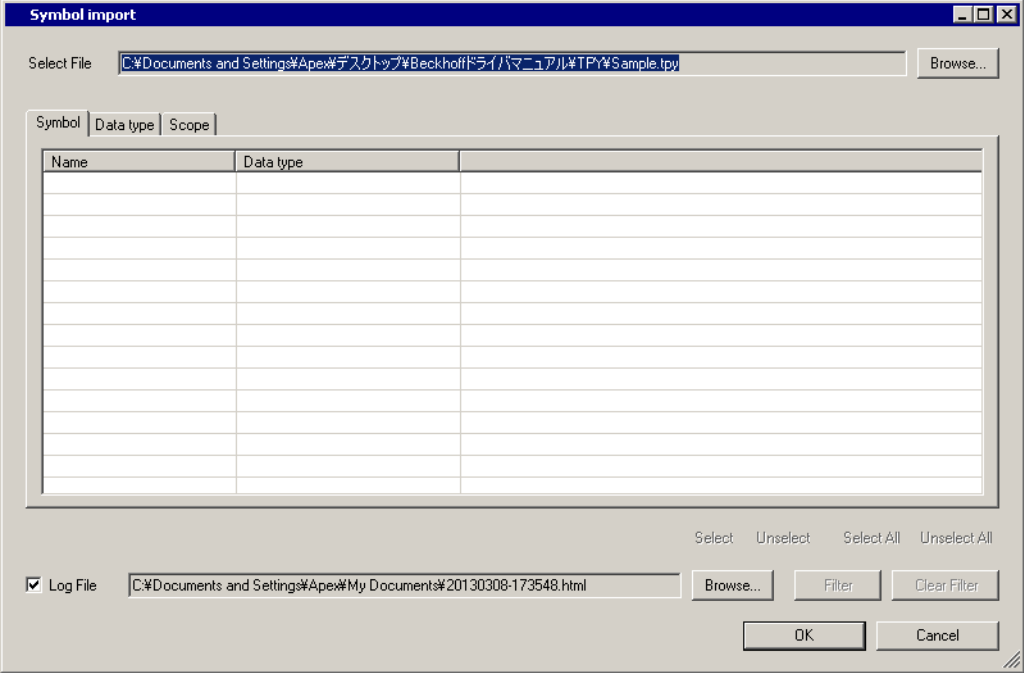 Symbol import
Select File C:¥Documents and Settings¥Apex¥デスクトップ¥Beckhoffドライバマニュアル¥TPY¥Sample.tpy Browse...
Symbol Data type Scope
Name Data type
Select Unselect Select All Unselect All
Log File C:¥Documents and Settings¥Apex¥My Documents¥20130308-173548.html Browse... Filter Clear Filter
OK Cancel